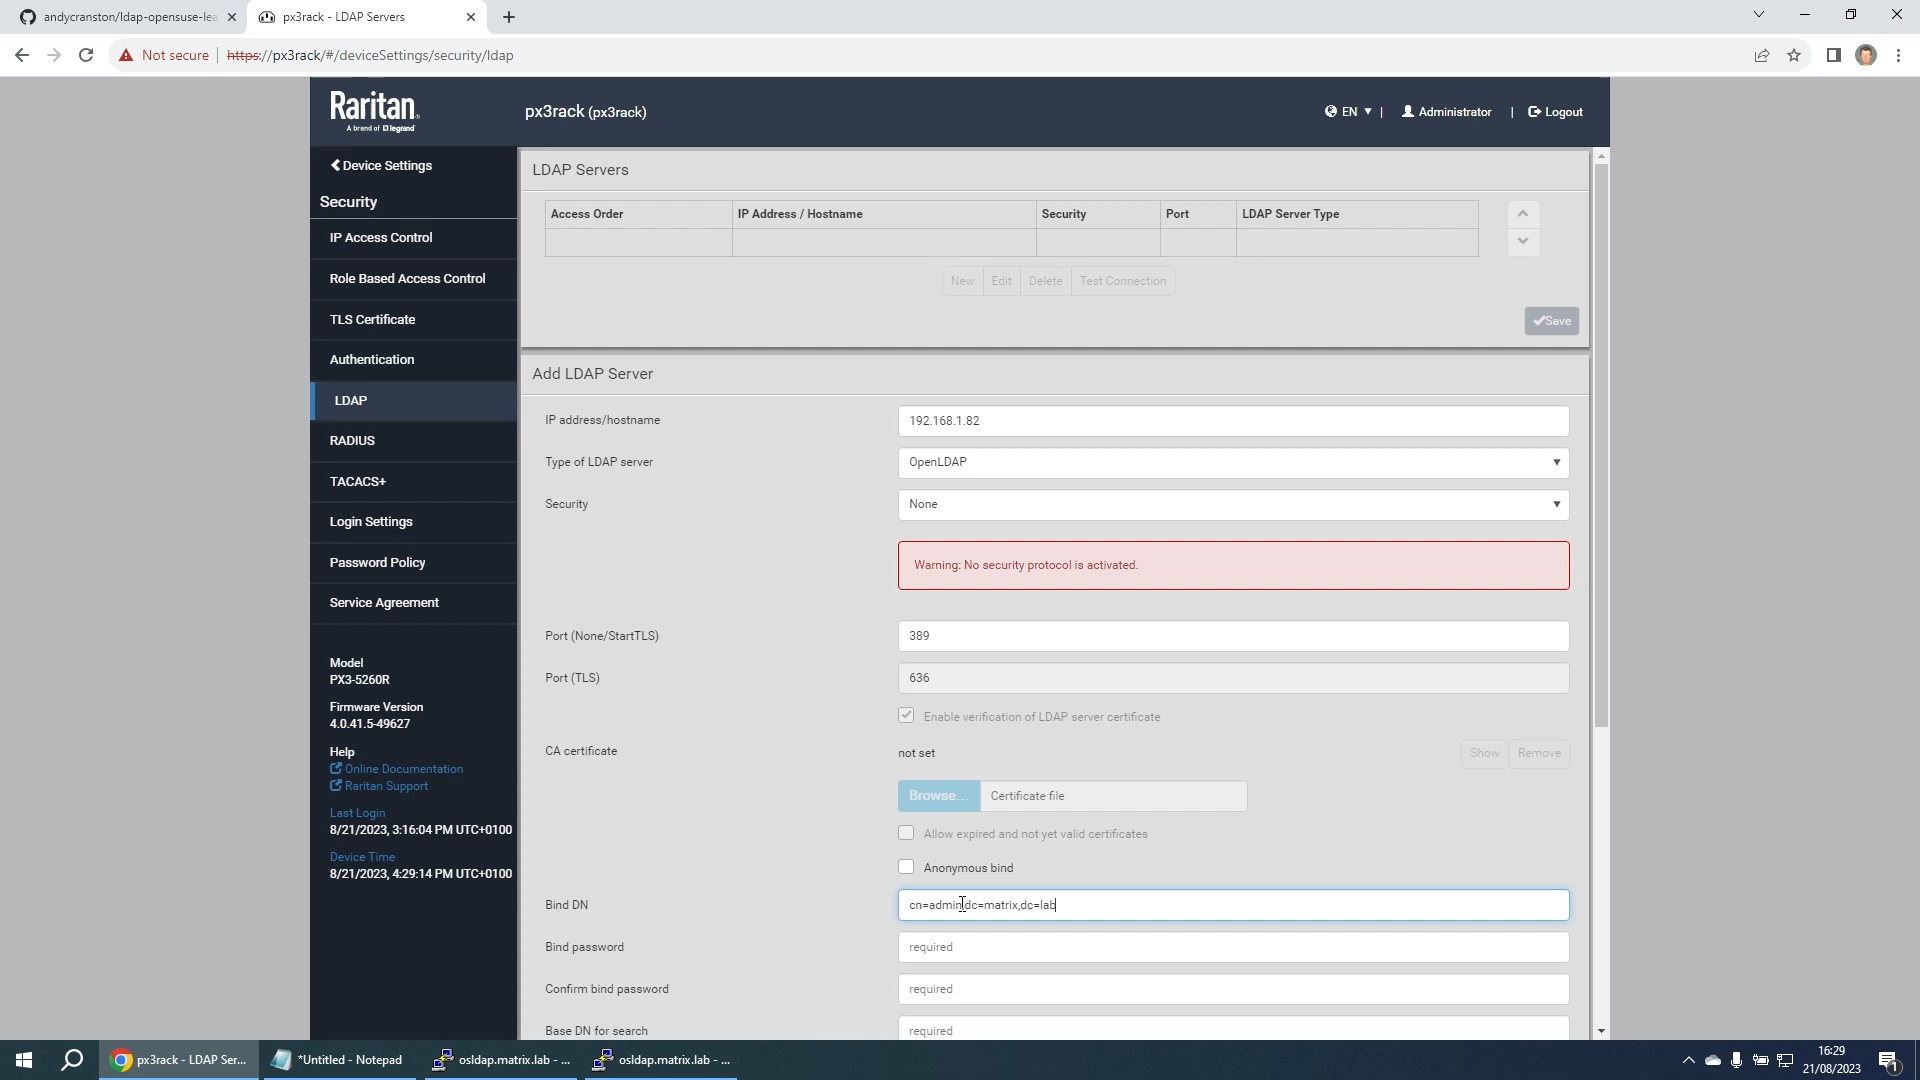 andycranston/ldap-opensuse-lea
px3rack - LDAP Servers
Not secure
https://px3rack/#/deviceSettings/security/ldap
Raritan.
A brand of legrand
px3rack (px3rack)
EN
Administrator
Logout
Device Settings
Security
IP Access Control
Role Based Access Control
TLS Certificate
Authentication
LDAP
RADIUS
TACACS+
Login Settings
Password Policy
Service Agreement
Model
PX3-5260R
Firmware Version
4.0.41.5-49627
Help
Online Documentation
Raritan Support
Last Login
8/21/2023, 3:16:04 PM UTC+0100
Device Time
8/21/2023, 4:29:14 PM UTC+0100
LDAP Servers
Access Order IP Address / Hostname Security Port LDAP Server Type
New Edit Delete Test Connection
Save
Add LDAP Server
IP address/hostname 192.168.1.82
Type of LDAP server OpenLDAP
Security None
Warning: No security protocol is activated.
Port (None/StartTLS) 389
Port (TLS) 636
Enable verification of LDAP server certificate
CA certificate not set Show Remove
Browse... Certificate file
Allow expired and not yet valid certificates
Anonymous bind
Bind DN cn=admin,dc=matrix,dc=lab
Bind password required
Confirm bind password required
Base DN for search required
px3rack - LDAP Ser...
*Untitled - Notepad
osldap.matrix.lab - ...
osldap.matrix.lab - ...
16:29
21/08/2023
1